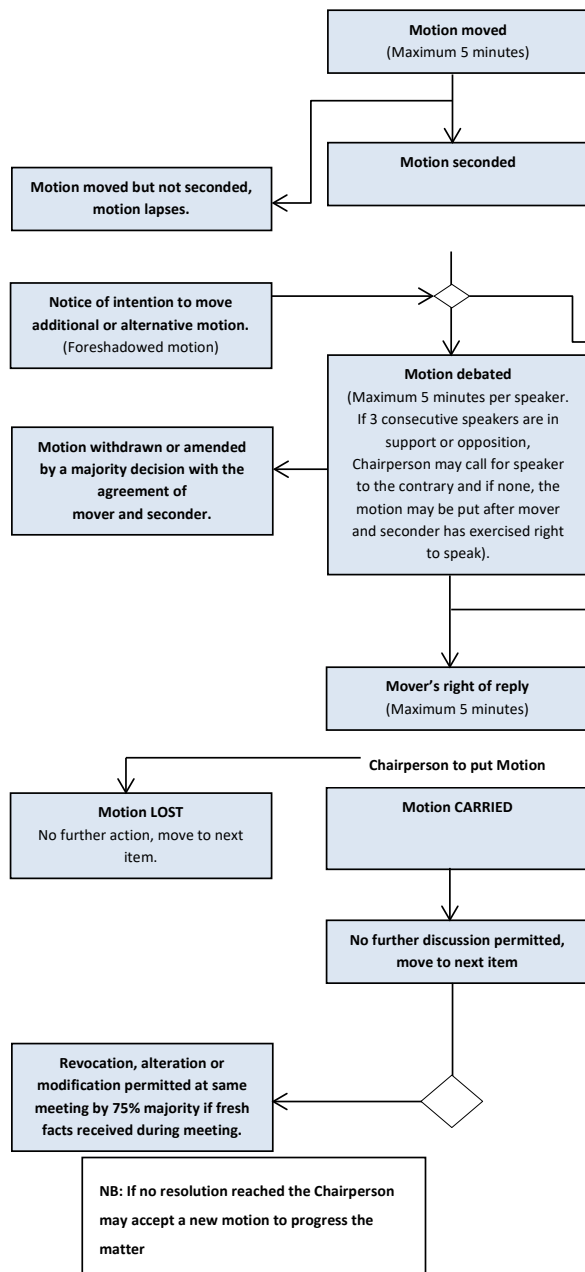 Motion moved
(Maximum 5 minutes)
Motion seconded
Motion moved but not seconded,
motion lapses.
Notice of intention to move
additional or alternative motion.
(Foreshadowed motion)
Motion debated
(Maximum 5 minutes per speaker.
If 3 consecutive speakers are in
support or opposition,
Chairperson may call for speaker
to the contrary and if none, the
motion may be put after mover
and seconder has exercised right
to speak).
Motion withdrawn or amended
by a majority decision with the
agreement of
mover and seconder.
Mover’s right of reply
(Maximum 5 minutes)
Chairperson to put Motion
Motion LOST
No further action, move to next
item.
Motion CARRIED
No further discussion permitted,
move to next item
Revocation, alteration or
modification permitted at same
meeting by 75% majority if fresh
facts received during meeting.
NB: If no resolution reached the Chairperson
may accept a new motion to progress the
matter